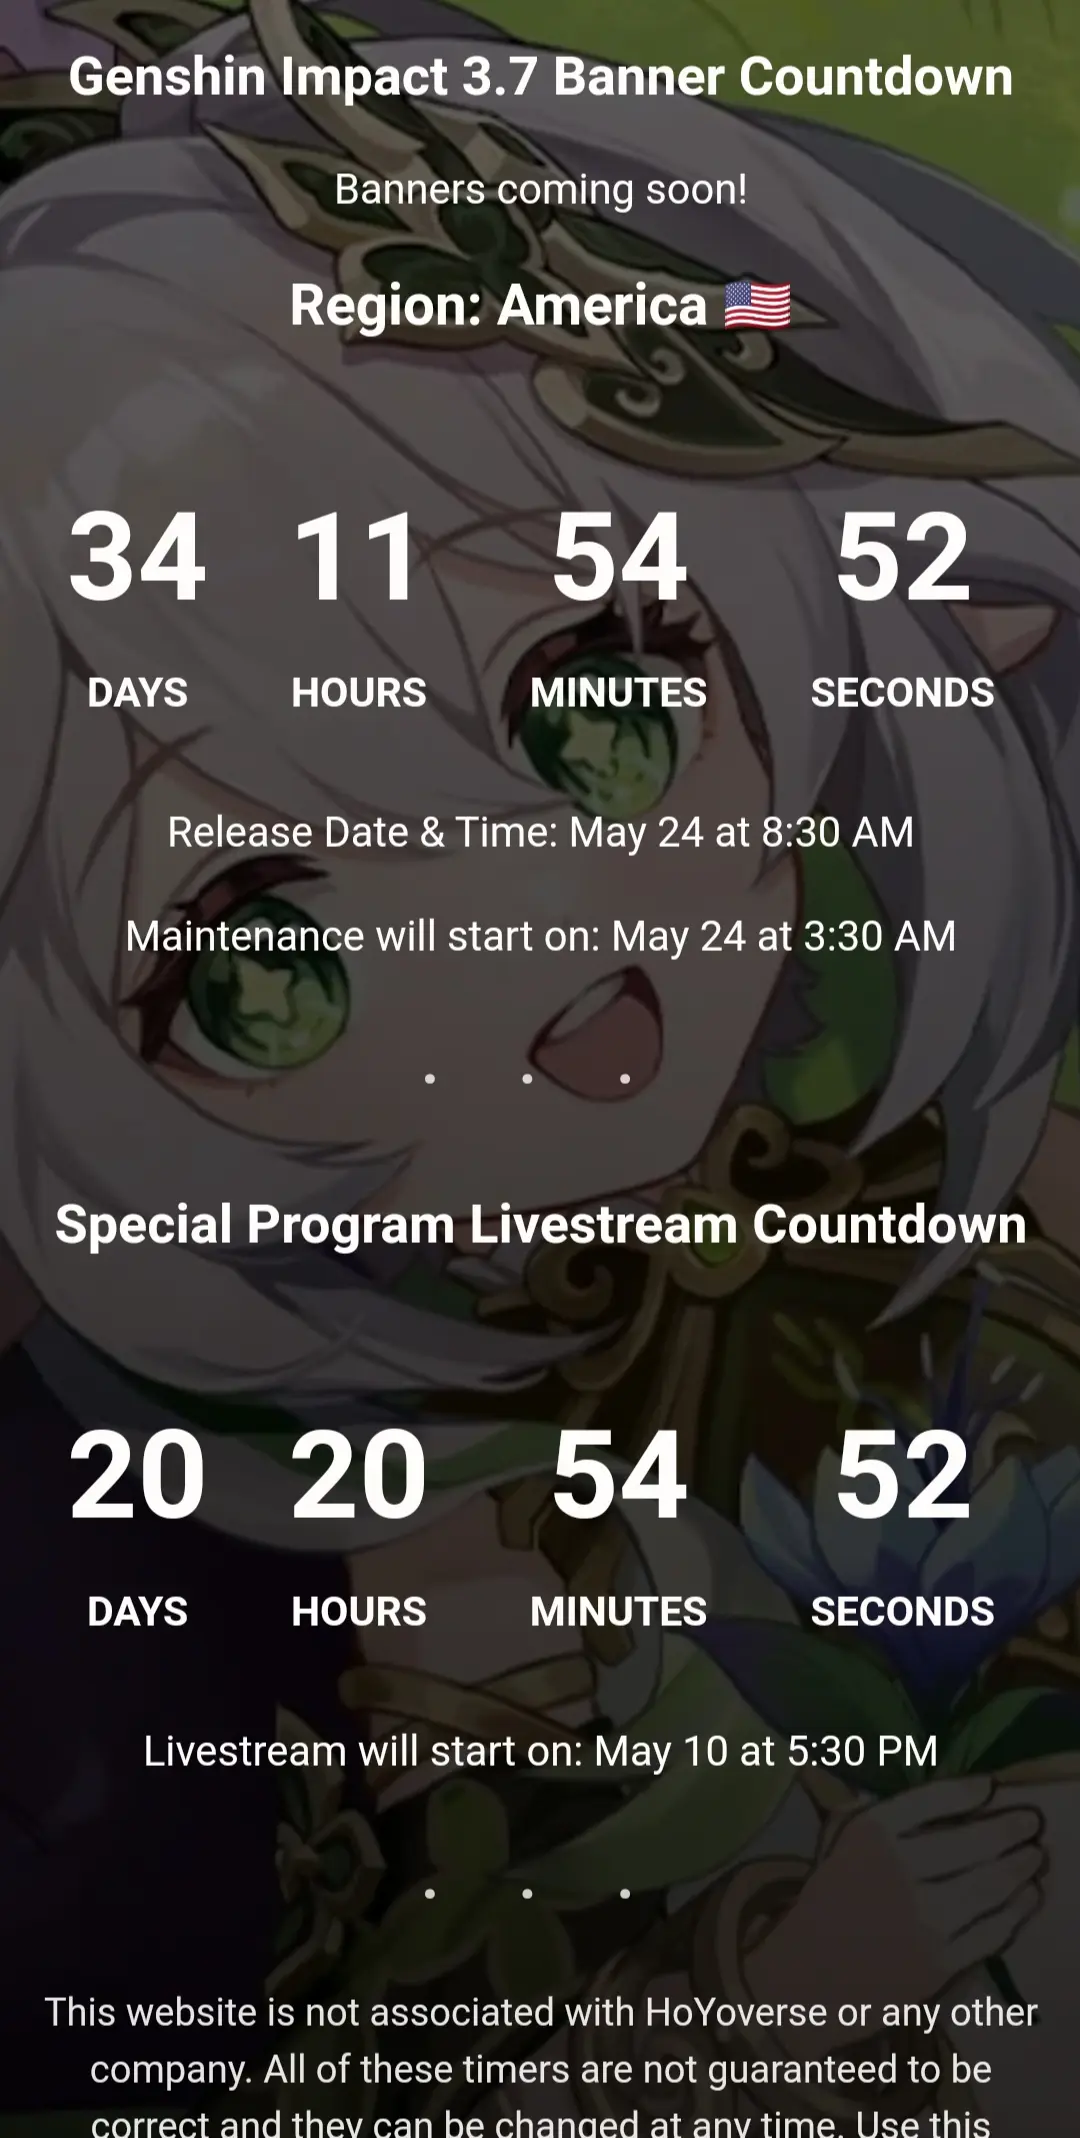 Genshin Impact 3.7 Banner Countdown
Banners coming soon!
Region: America 🇺🇸
34 11 54 52
DAYS HOURS MINUTES SECONDS
Release Date & Time: May 24 at 8:30 AM
Maintenance will start on: May 24 at 3:30 AM
. . .
Special Program Livestream Countdown
20 20 54 52
DAYS HOURS MINUTES SECONDS
Livestream will start on: May 10 at 5:30 PM
. . .
This website is not associated with HoYoverse or any other
company. All of these timers are not guaranteed to be
correct and they can be changed at any time. Use this